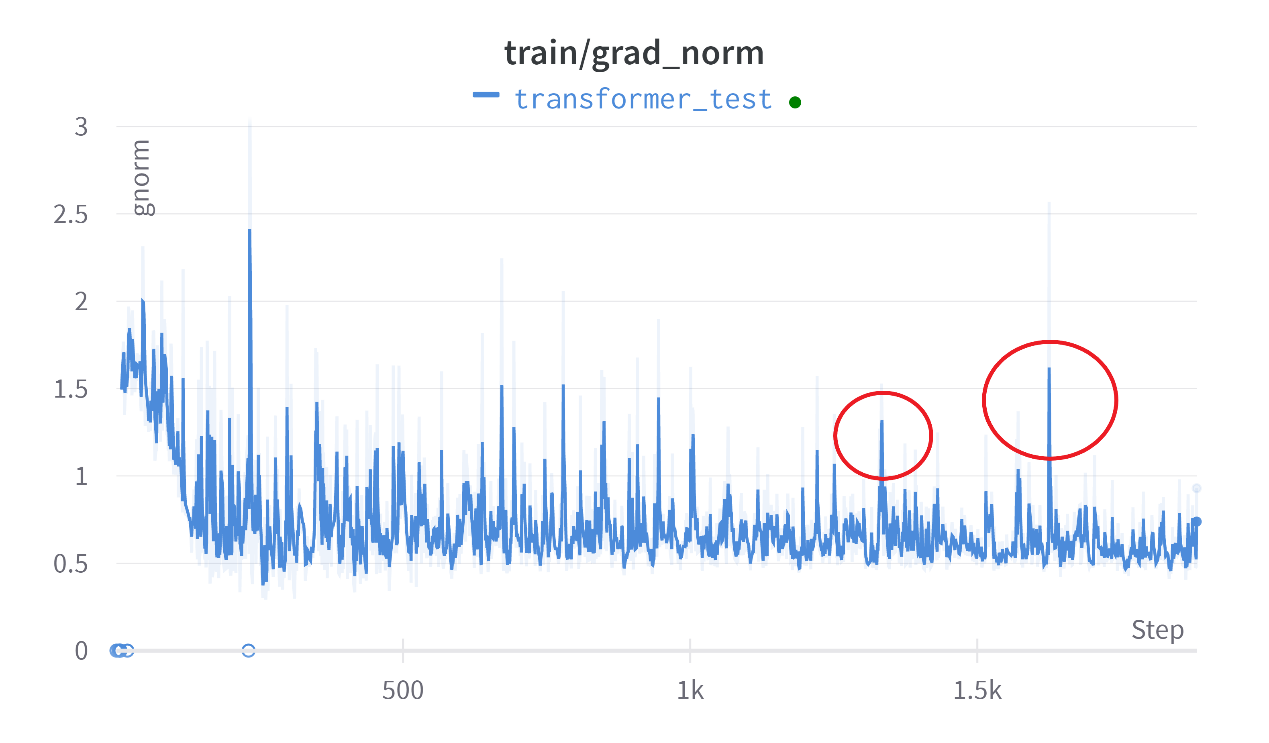 train/grad_norm
transformer_test
gnorm
3
2.5
2
1.5
1
0.5
0
Step
500
1k
1.5k